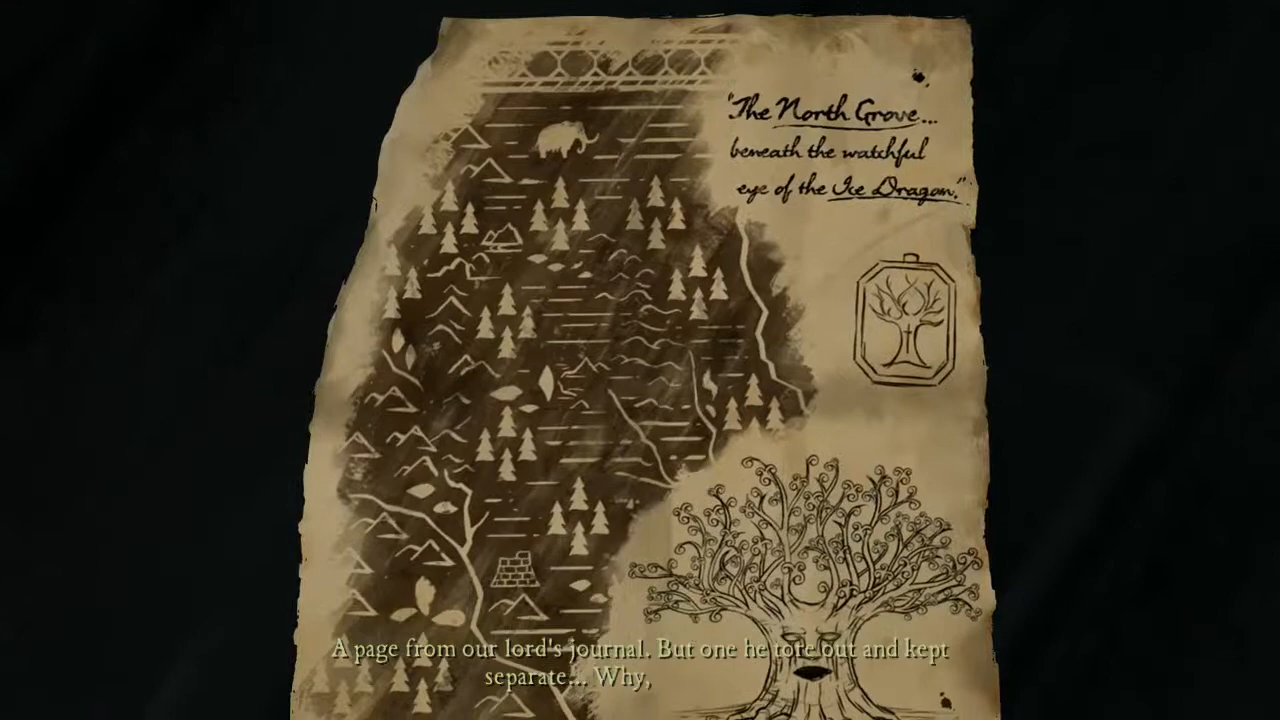 "The North Grove...
beneath the watchful
eye of the Ice Dragon."
A page from our lord's journal. But one he tore out and kept
separate... Why,